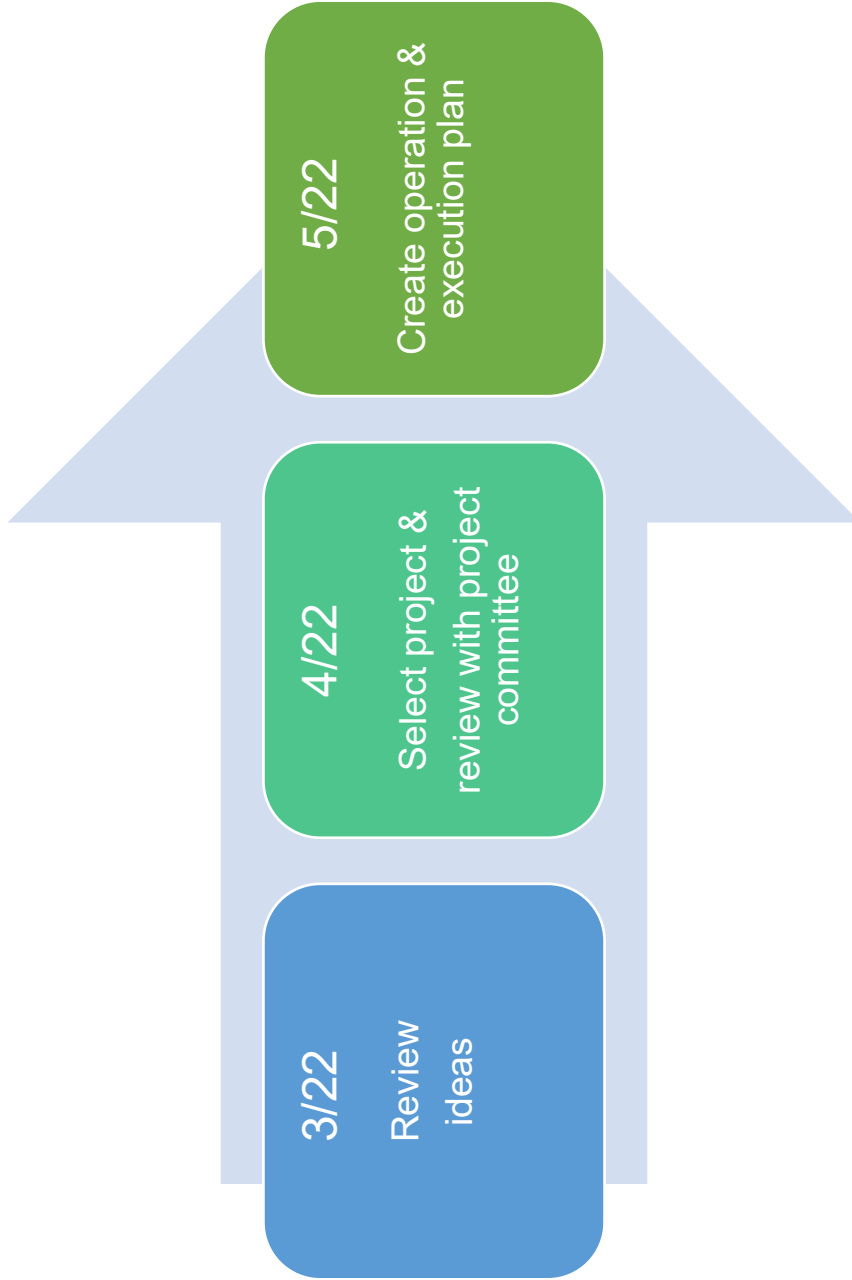 3/22
Review
ideas
4/22
Select project &
review with project
committee
5/22
Create operation &
execution plan